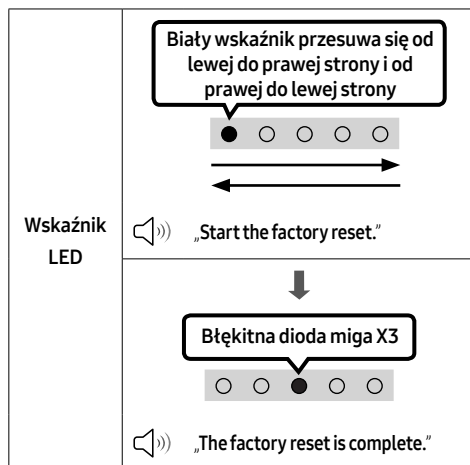 Biały wskaźnik przesuwa się od
lewej do prawej strony i od
prawej do lewej strony
Wskaźnik
LED
„Start the factory reset.”
Błękitna dioda miga X3
„The factory reset is complete.”